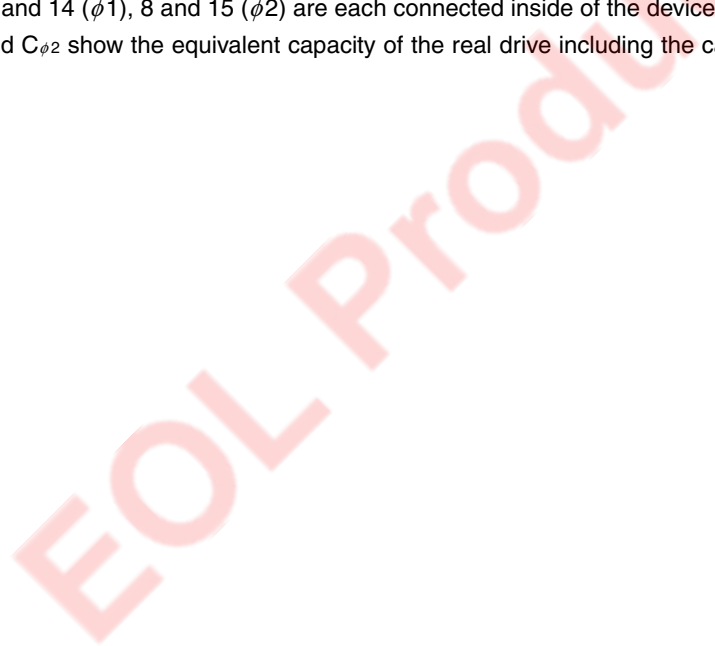 and 14 (ϕ1), 8 and 15 (ϕ2) are each connected inside of the device
d Cϕ2 show the equivalent capacity of the real drive including the c
EOL Produ